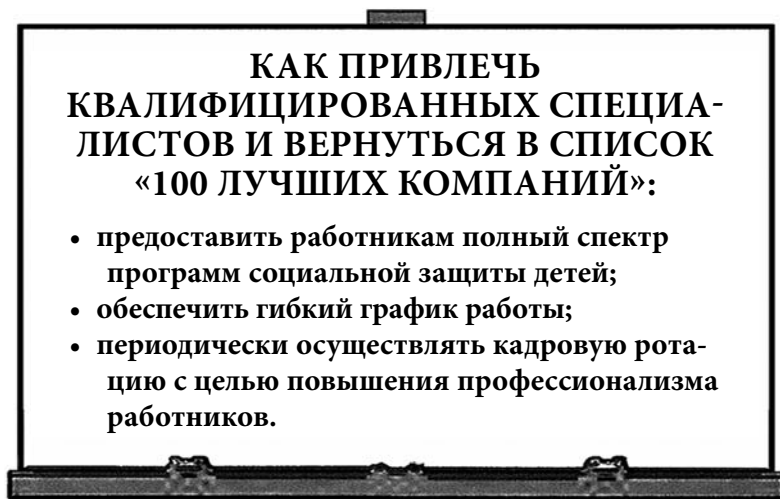 КАК ПРИВЛЕЧЬ
КВАЛИФИЦИРОВАННЫХ СПЕЦИА-
ЛИСТОВ И ВЕРНУТЬСЯ В СПИСОК
«100 ЛУЧШИХ КОМПАНИЙ»:
• предоставить работникам полный спектр
программ социальной защиты детей;
• обеспечить гибкий график работы;
• периодически осуществлять кадровую рота-
цию с целью повышения профессионализма
работников.